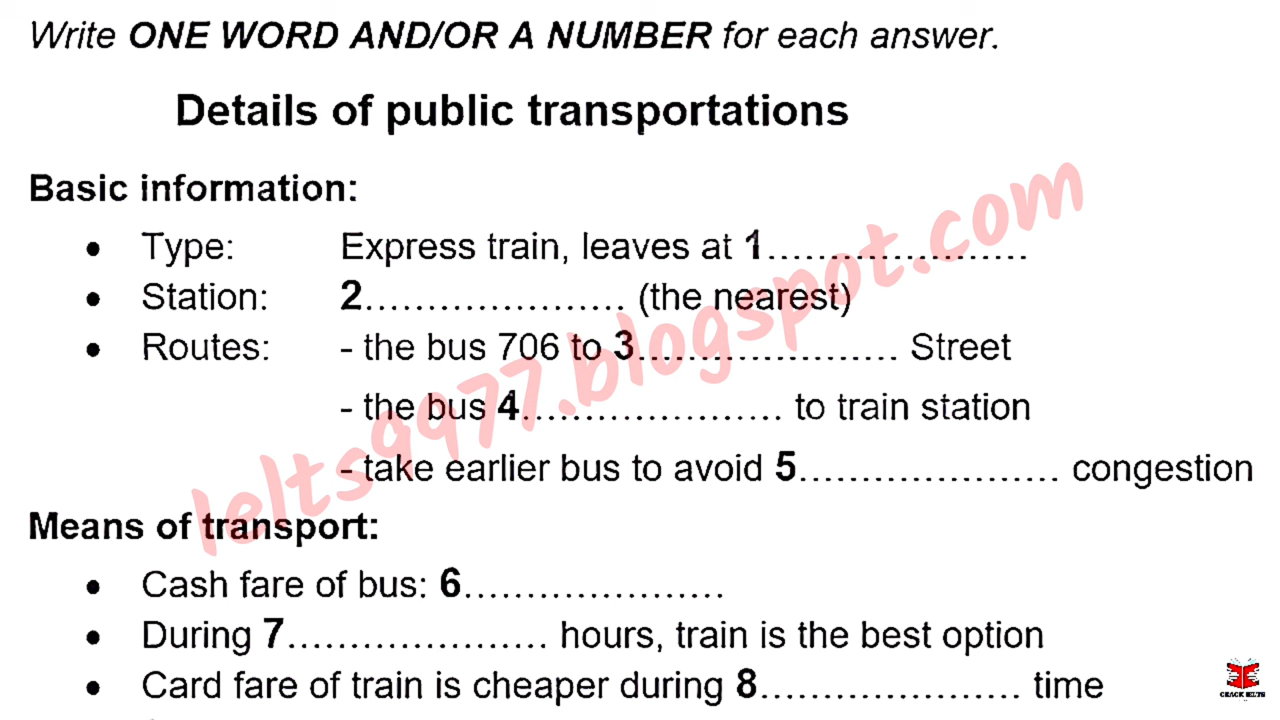 Write ONE WORD AND/OR A NUMBER for each answer.
Details of public transportations
Basic information:
• Type: Express train, leaves at 1.....................
• Station: 2..................... (the nearest)
• Routes: - the bus 706 to 3..................... Street
- the bus 4..................... to train station
- take earlier bus to avoid 5..................... congestion
Means of transport:
• Cash fare of bus: 6.....................
• During 7..................... hours, train is the best option
• Card fare of train is cheaper during 8..................... time
Ielts9977.blogspot.com
CRACK IELTS